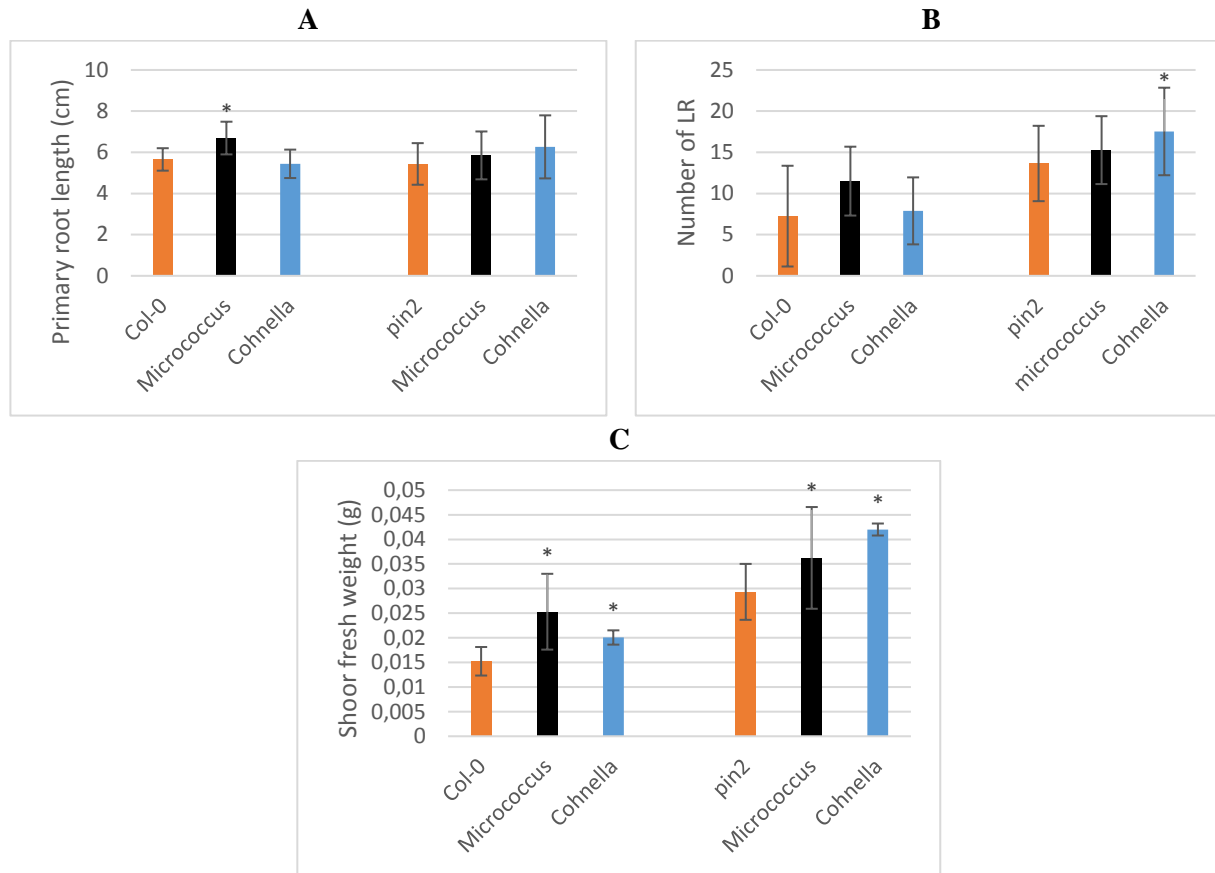 A
Primary root length (cm)
10
8
6
4
2
0
*
Col-0
Micrococcus
Cohnella
pin2
Micrococcus
Cohnella
B
Number of LR
25
20
15
10
5
0
*
Col-0
Micrococcus
Cohnella
pin2
micrococcus
Cohnella
C
Shoor fresh weight (g)
0,05
0,045
0,04
0,035
0,03
0,025
0,02
0,015
0,01
0,005
0
*
*
*
*
Col-0
Micrococcus
Cohnella
pin2
Micrococcus
Cohnella